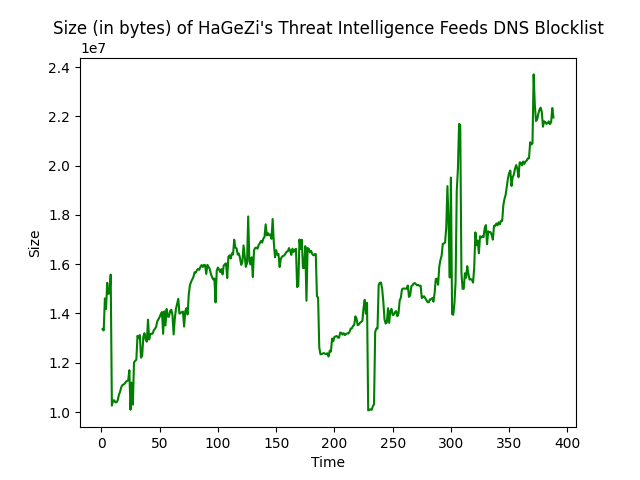 Size (in bytes) of HaGeZi's Threat Intelligence Feeds DNS Blocklist
1e7
2.4
2.2
2.0
1.8
1.6
1.4
1.2
1.0
Size
0 50 100 150 200 250 300 350 400
Time